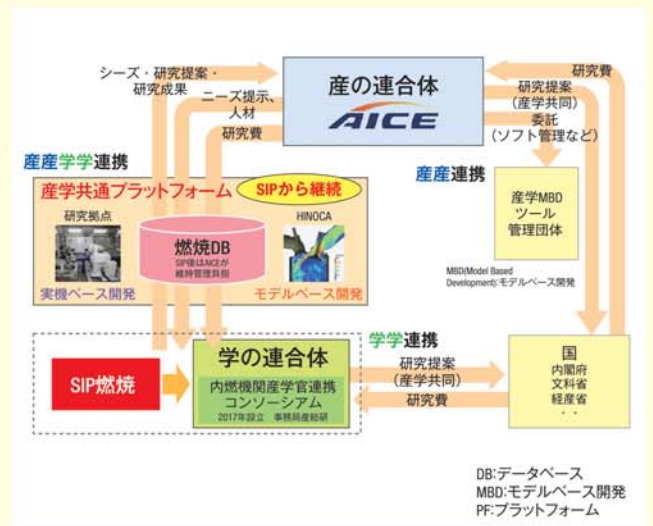 シーズ・研究提案・
研究成果
ニーズ提示、
人材
研究費
産の連合体
AICE
研究費
研究提案
(産学共同)
委託
(ソフト管理など)
産産学学連携
産学共通プラットフォーム
SIPから継続
研究拠点
燃焼DB
SIP後はAICEが
維持管理負担
HINOCA
実機ベース開発
モデルベース開発
産産連携
産学MBD
ツール
管理団体
MBD(Model Based
Development):モデルベース開発
SIP燃焼
学の連合体
内燃機関産学官連携
コンソーシアム
2017年設立 事務局産総研
学学連携
研究提案
(産学共同)
研究費
国
内閣府
文科省
経産省
・・
DB:データベース
MBD:モデルベース開発
PF:プラットフォーム